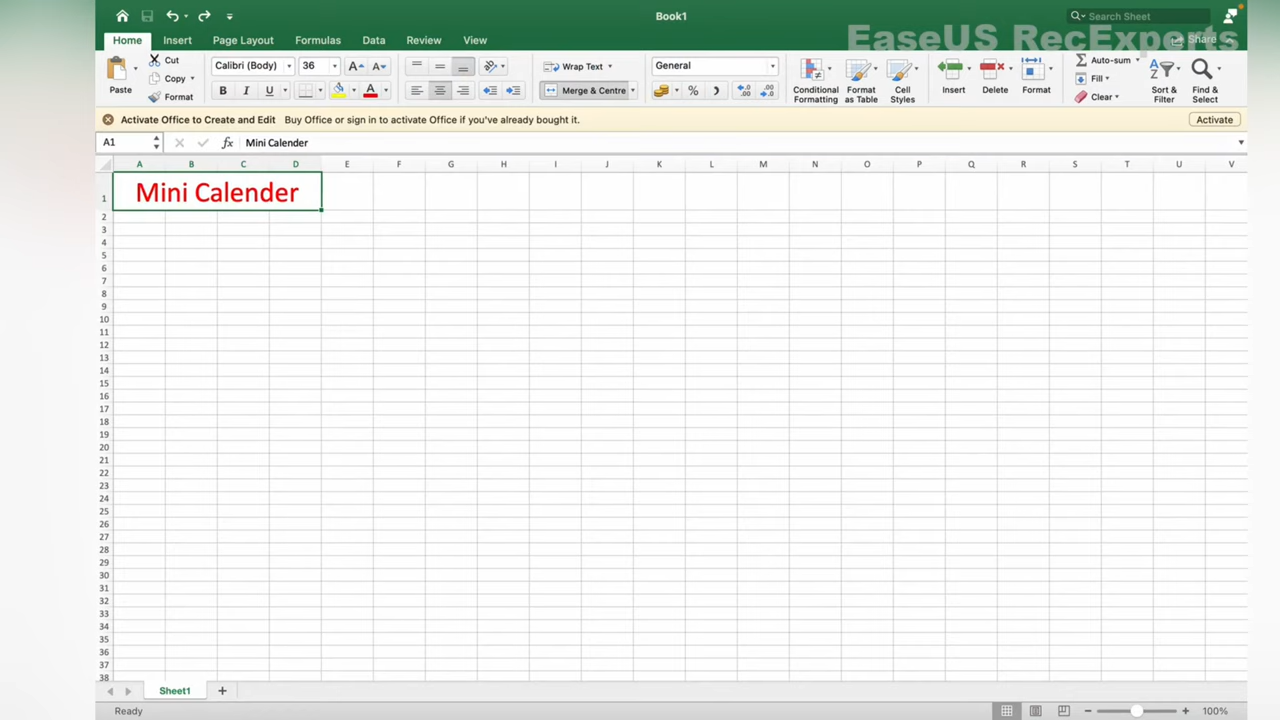 Book1
Search Sheet
EaseUS RecExperts
Home Insert Page Layout Formulas Data Review View Share
Cut
Copy
Format
Paste
Calibri (Body) 36 A A
B I U A
Wrap Text
Merge & Centre
General
% ,
Conditional Formatting
Format as Table
Cell Styles
Insert
Delete
Format
Auto-sum
Fill
Clear
Sort & Filter
Find & Select
Activate Office to Create and Edit Buy Office or sign in to activate Office if you've already bought it. Activate
A1 fx Mini Calender
A B C D E F G H I J K L M N O P Q R S T U V
1 Mini Calender
2
3
4
5
6
7
8
9
10
11
12
13
14
15
16
17
18
19
20
21
22
23
24
25
26
27
28
29
30
31
32
33
34
35
36
37
38
Sheet1 +
Ready 100%